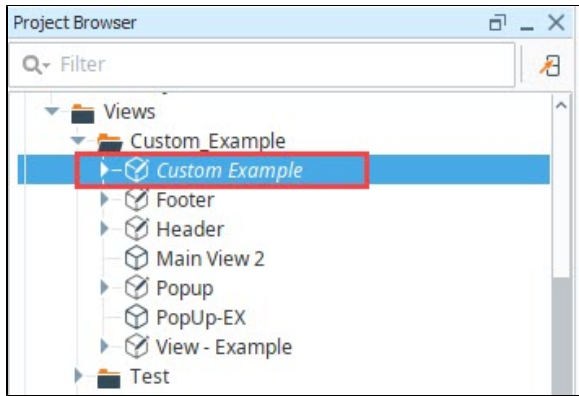 Project Browser
Filter
Views
Custom_Example
Custom Example
Footer
Header
Main View 2
Popup
PopUp-EX
View - Example
Test